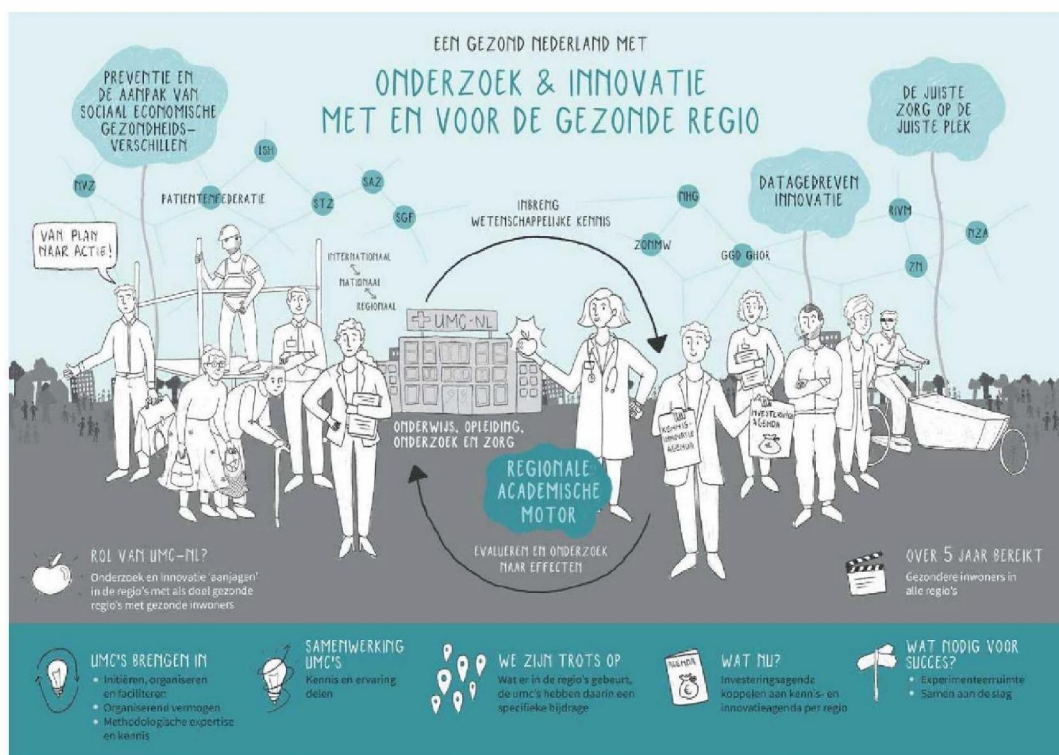 EEN GEZOND NEDERLAND MET
ONDERZOEK & INNOVATIE
MET EN VOOR DE GEZONDE REGIO
PREVENTIE EN
DE AANPAK VAN
SOCIAAL ECONOMISCHE
GEZONDHEIDS-
VERSCHILLEN
DE JUISTE
ZORG OP DE
JUISTE PLEK
DATAGEDREVEN
INNOVATIE
NVZ
PATIENTENFEDERATIE
ISH
STZ
SAZ
SGF
NHG
ZONMW
GGD GHOR
RIVM
NZA
ZN
VAN PLAN
NAAR ACTIE!
INTERNATIONAAL
NATIONAAL
REGIONAAL
INBRENG
WETENSCHAPPELIJKE KENNIS
UMC-NL
ONDERWIJS, OPLEIDING,
ONDERZOEK EN ZORG
REGIONALE
ACADEMISCHE
MOTOR
EVALUEREN EN ONDERZOEK
NAAR EFFECTEN
KENNIS-
INNOVATIE
AGENDA
INVESTERINGS
AGENDA
ROL VAN UMC-NL?
Onderzoek en innovatie 'aanjagen'
in de regio's met als doel gezonde
regio's met gezonde inwoners
OVER 5 JAAR BEREIKT
Gezondere inwoners in
alle regio's
UMC'S BRENGEN IN
• Initiëren, organiseren
en faciliteren
• Organiserend vermogen
• Methodologische expertise
en kennis
SAMENWERKING
UMC'S
Kennis en ervaring
delen
WE ZIJN TROTS OP
Wat er in de regio's gebeurt,
de umc's hebben daarin een
specifieke bijdrage
AGENDA
WAT NU?
Investeringsagende
koppelen aan kennis- en
innovatieagenda per regio
WAT NODIG VOOR
SUCCES?
• Experimenteerruimte
• Samen aan de slag